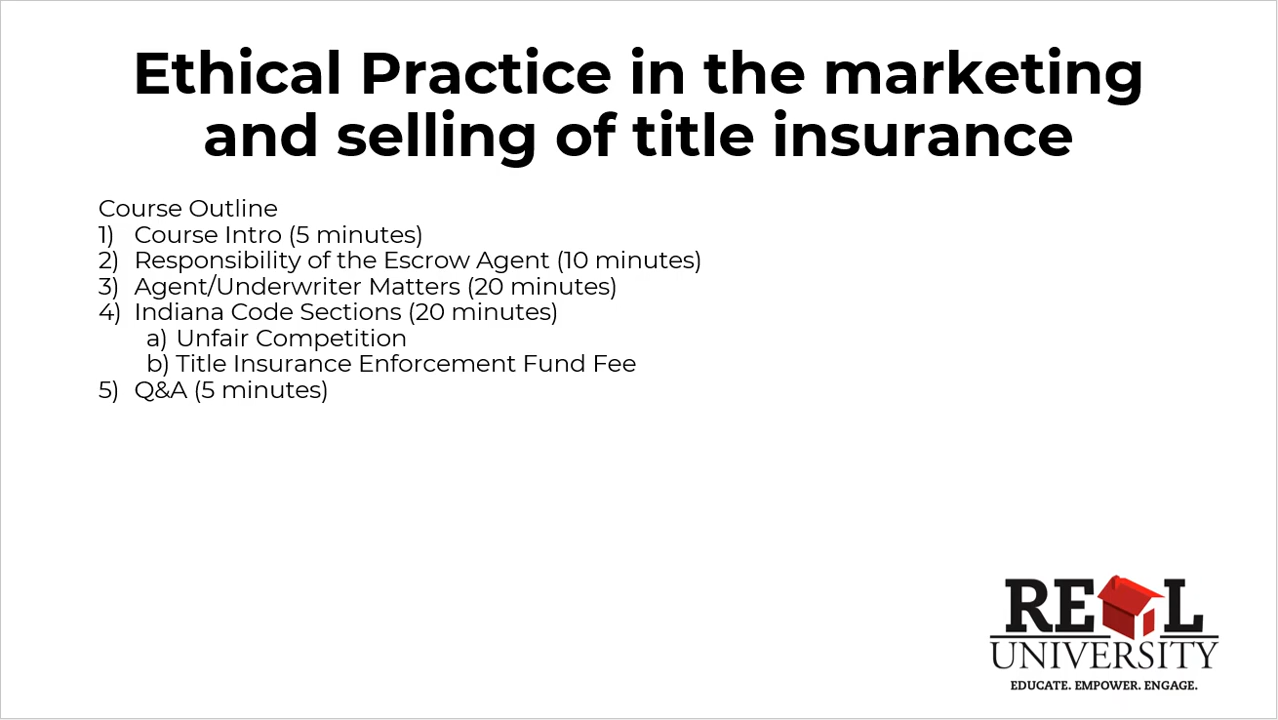 Ethical Practice in the marketing
and selling of title insurance
Course Outline
1) Course Intro (5 minutes)
2) Responsibility of the Escrow Agent (10 minutes)
3) Agent/Underwriter Matters (20 minutes)
4) Indiana Code Sections (20 minutes)
a) Unfair Competition
b) Title Insurance Enforcement Fund Fee
5) Q&A (5 minutes)
RE L
UNIVERSITY
EDUCATE. EMPOWER. ENGAGE.